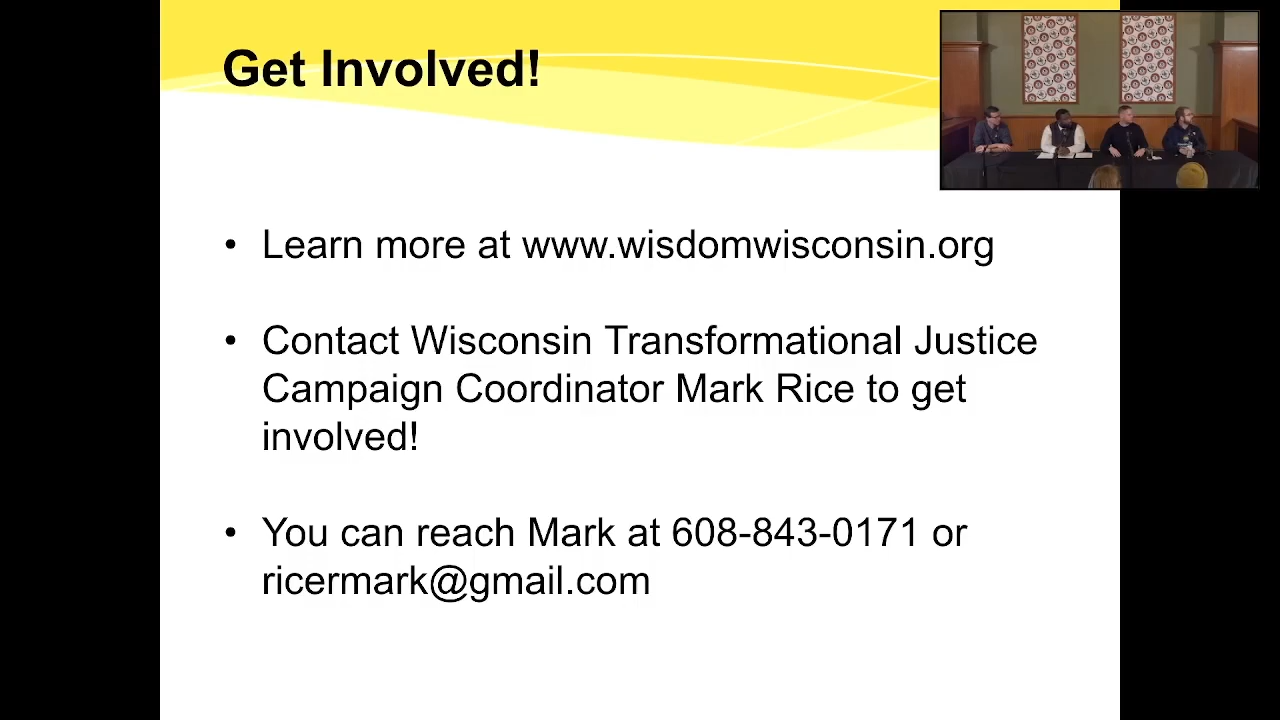 Get Involved!
• Learn more at www.wisdomwisconsin.org
• Contact Wisconsin Transformational Justice
Campaign Coordinator Mark Rice to get
involved!
• You can reach Mark at 608-843-0171 or
ricermark@gmail.com